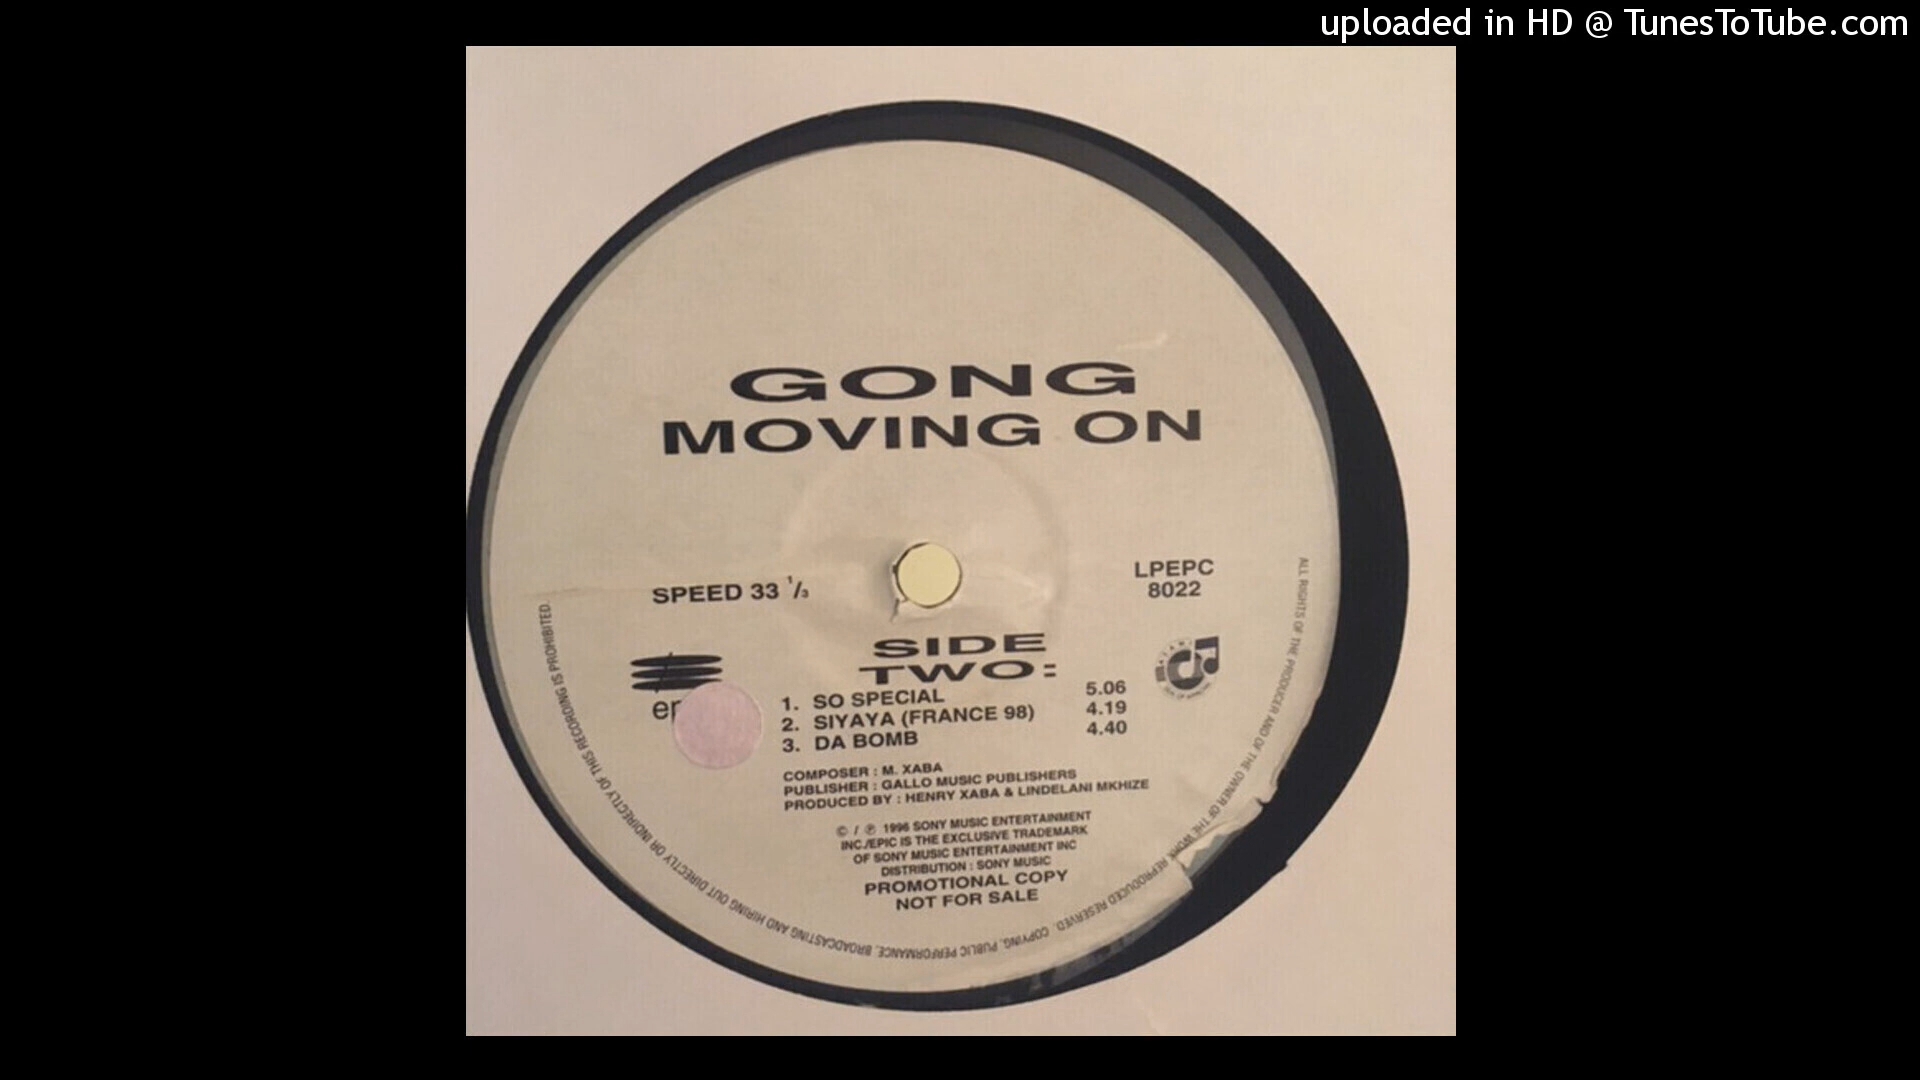 uploaded in HD @ TunesToTube.com
GONG
MOVING ON
SPEED 33 1/3
LPEPC
8022
SIDE
TWO:
1. SO SPECIAL 5.06
2. SIYAYA (FRANCE 98) 4.19
3. DA BOMB 4.40
COMPOSER : M. XABA
PUBLISHER : GALLO MUSIC PUBLISHERS
PRODUCED BY : HENRY XABA & LINDELANI MKHIZE
© / ℗ 1996 SONY MUSIC ENTERTAINMENT
INC./EPIC IS THE EXCLUSIVE TRADEMARK
OF SONY MUSIC ENTERTAINMENT INC
DISTRIBUTION : SONY MUSIC
PROMOTIONAL COPY
NOT FOR SALE
ALL RIGHTS OF THE PRODUCER AND OF THE OWNER OF THE WORK REPRODUCED RESERVED. COPYING, PUBLIC PERFORMANCE, BROADCASTING AND HIRING OUT DIRECTLY OR INDIRECTLY OF THIS RECORDING IS PROHIBITED.